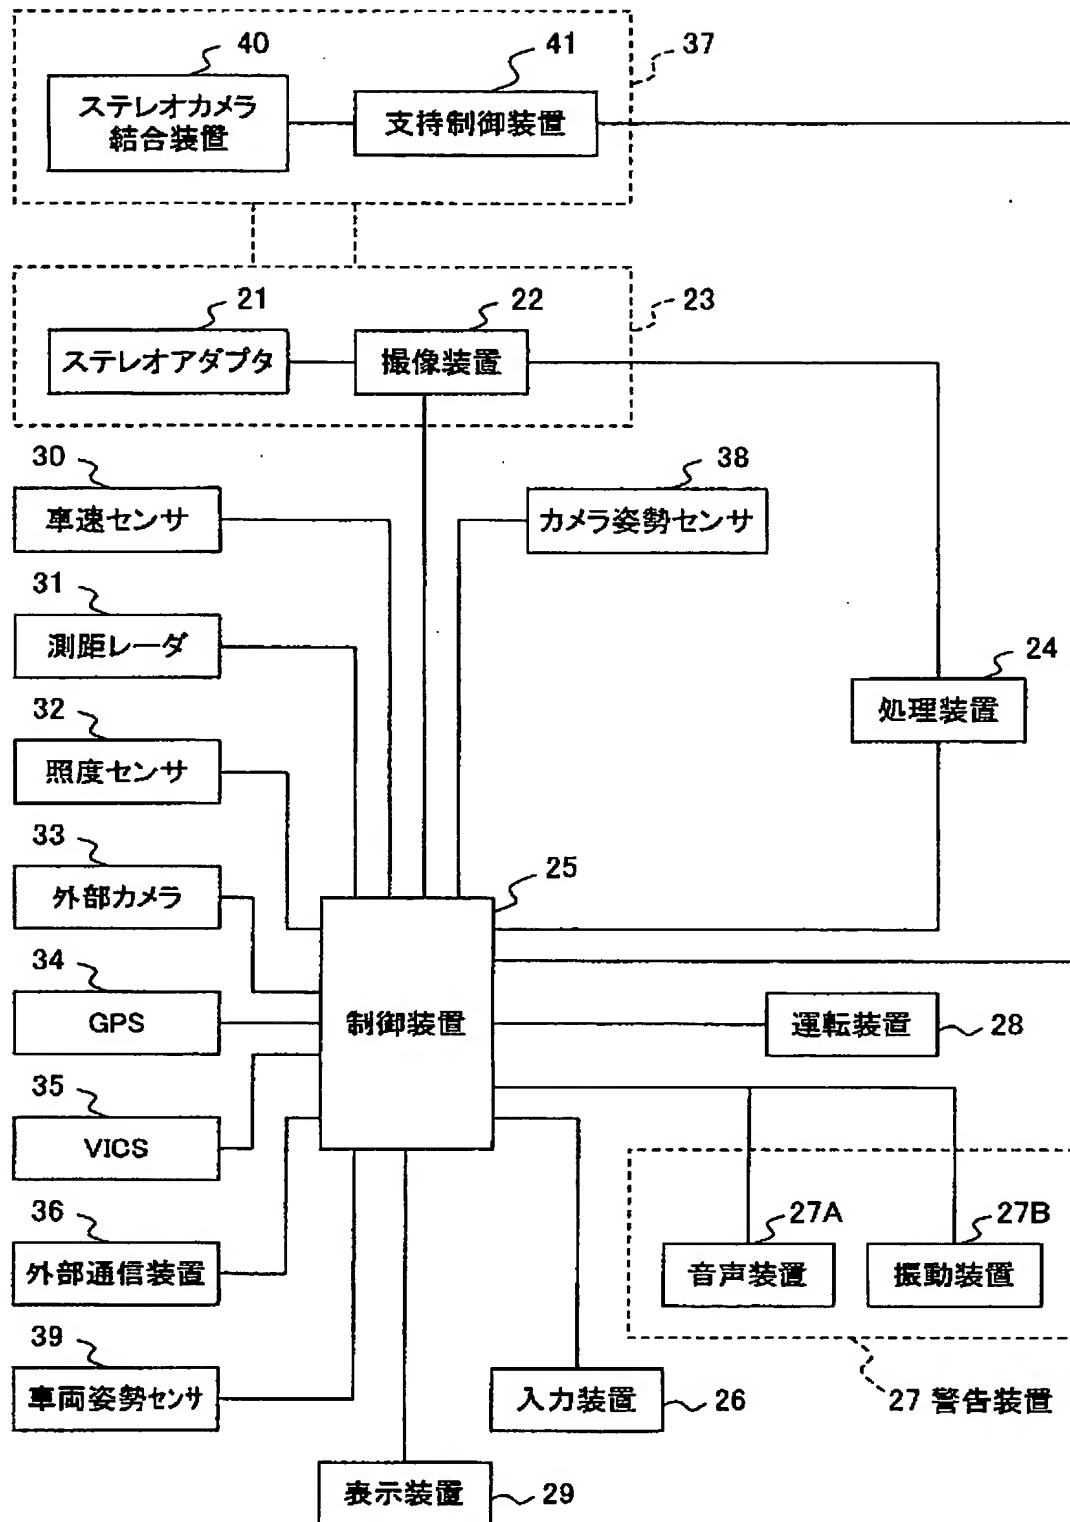 40
41
37
ステレオカメラ
結合装置
支持制御装置
21
22
23
ステレオアダプタ
撮像装置
30
車速センサ
38
カメラ姿勢センサ
31
測距レーダ
24
処理装置
32
照度センサ
33
外部カメラ
25
制御装置
34
GPS
運転装置
28
35
VICS
36
外部通信装置
27A
音声装置
27B
振動装置
39
車両姿勢センサ
入力装置
26
27 警告装置
表示装置
29